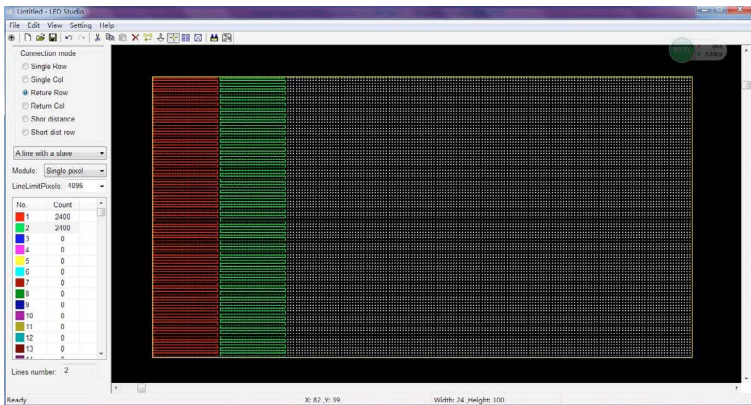 Untitled - LED Studio
File Edit View Setting Help
Connection mode
Single Row
Single Col
Reture Row
Return Col
Shor distance
Short dist row
A line with a slave
Module: Single pixel
LineLimitPixels: 4096
No. Count
1 2400
2 2400
3 0
4 0
5 0
6 0
7 0
8 0
9 0
10 0
11 0
12 0
13 0
Lines number: 2
Ready X: 82 ,Y: 39 Width: 24 ,Height: 100